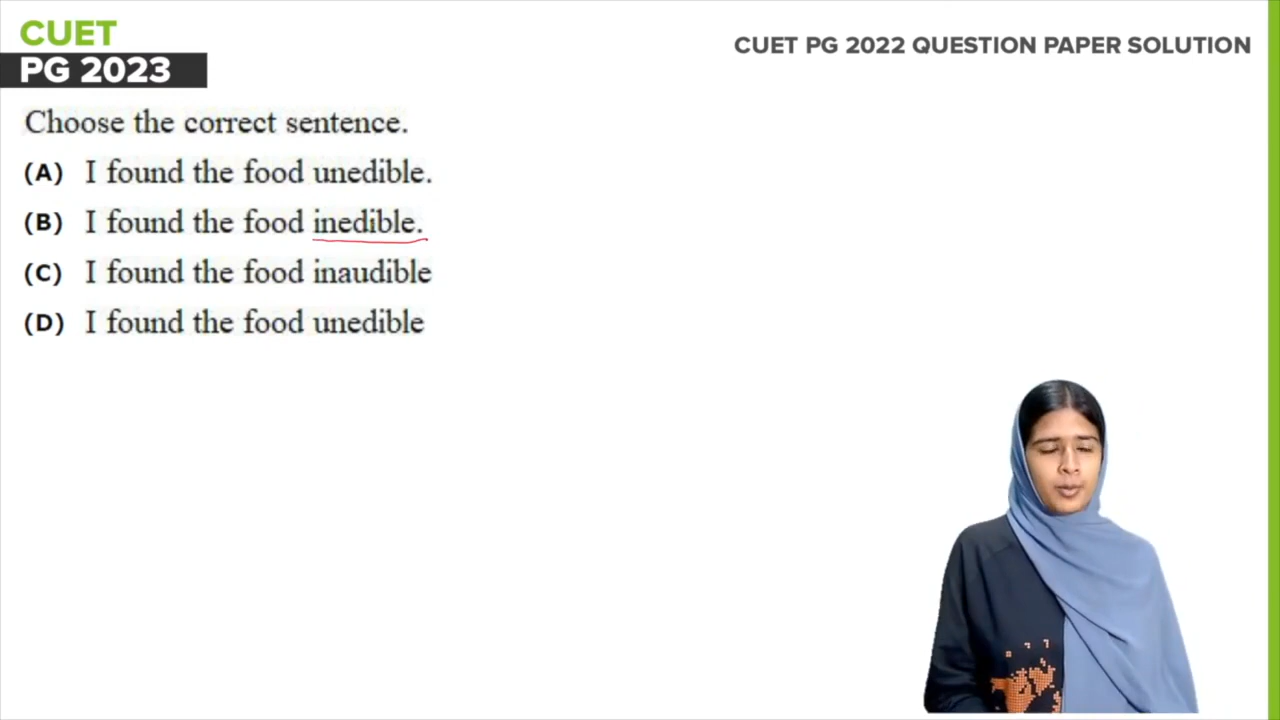 CUET
PG 2023
CUET PG 2022 QUESTION PAPER SOLUTION
Choose the correct sentence.
(A) I found the food unedible.
(B) I found the food inedible.
(C) I found the food inaudible
(D) I found the food unedible